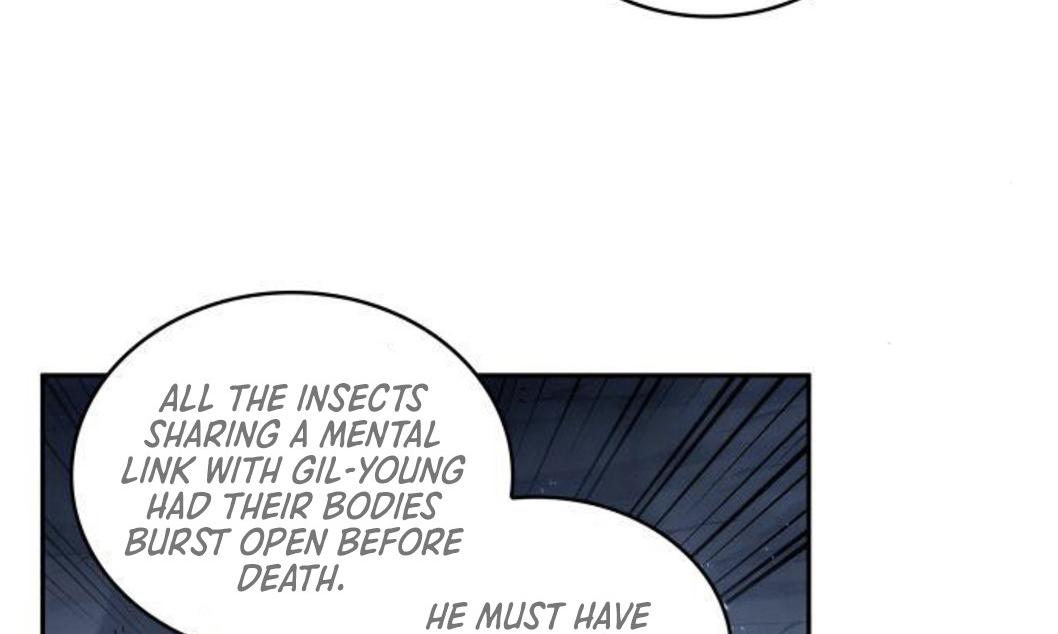 ALL THE INSECTS
SHARING A MENTAL
LINK WITH GIL-YOUNG
HAD THEIR BODIES
BURST OPEN BEFORE
DEATH.
HE MUST HAVE